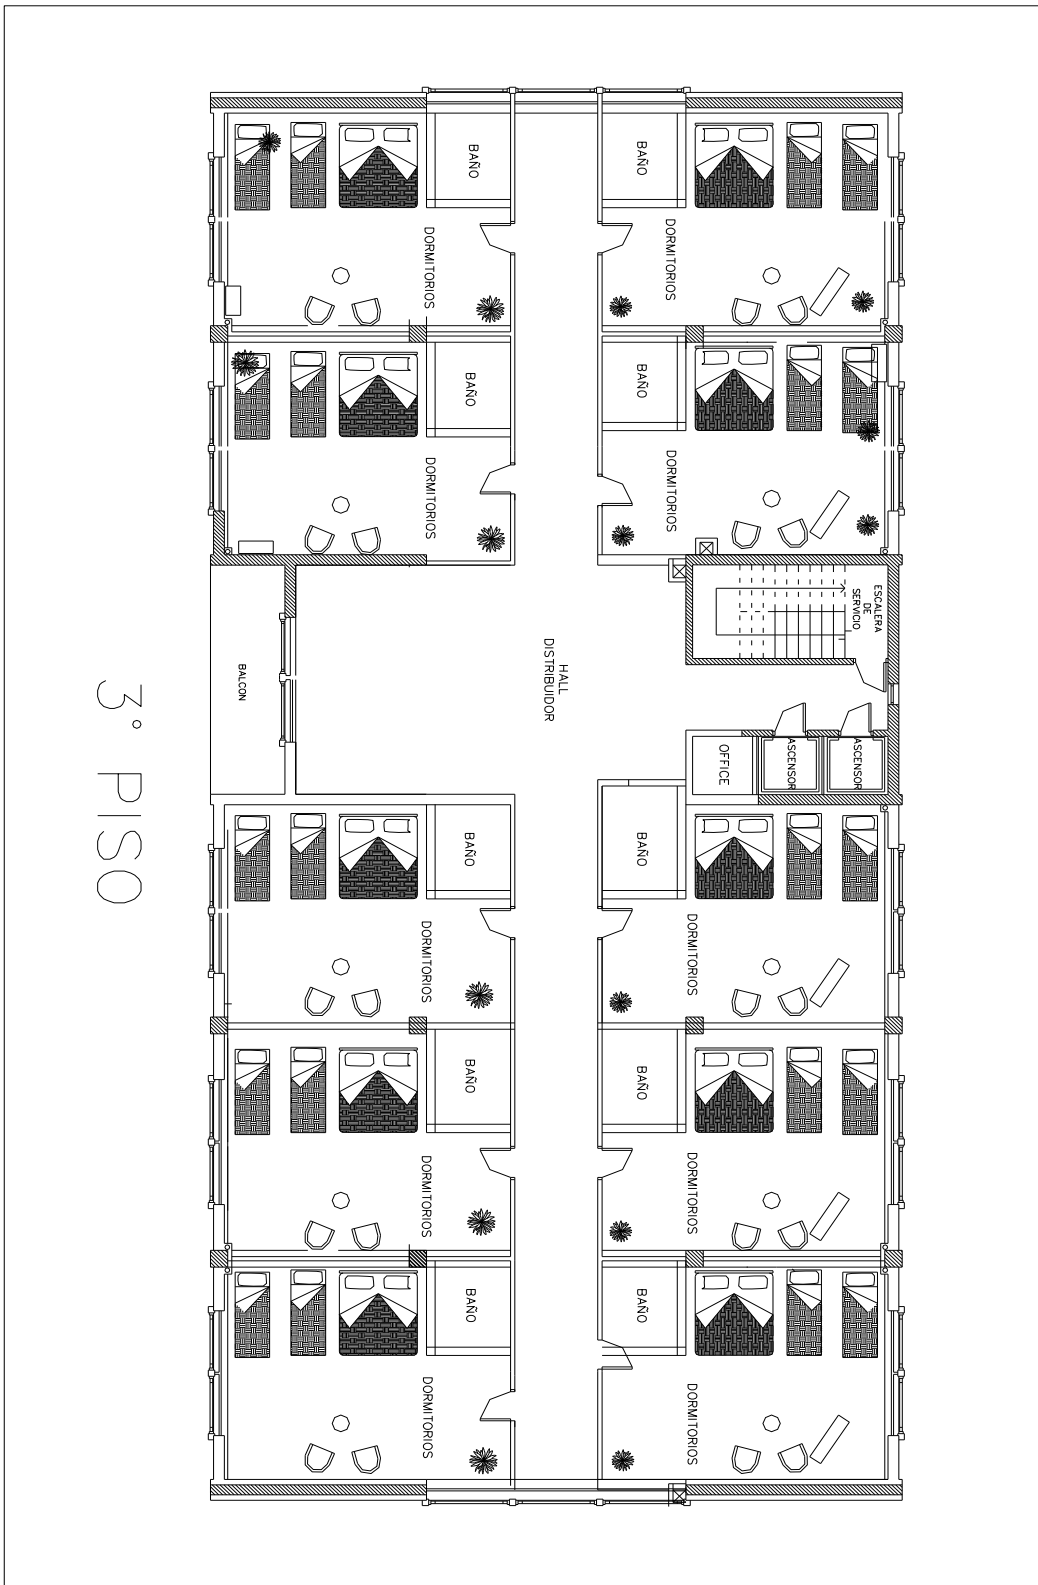 ESCALERA
DE
SERVICIO
ASCENSOR
ASCENSOR
OFFICE
DORMITORIOS
DORMITORIOS
DORMITORIOS
DORMITORIOS
DORMITORIOS
BAÑO
BAÑO
BAÑO
BAÑO
BAÑO
HALL
DISTRIBUIDOR
BAÑO
BAÑO
BAÑO
BAÑO
BAÑO
DORMITORIOS
DORMITORIOS
DORMITORIOS
DORMITORIOS
DORMITORIOS
BALCON
3° PISO